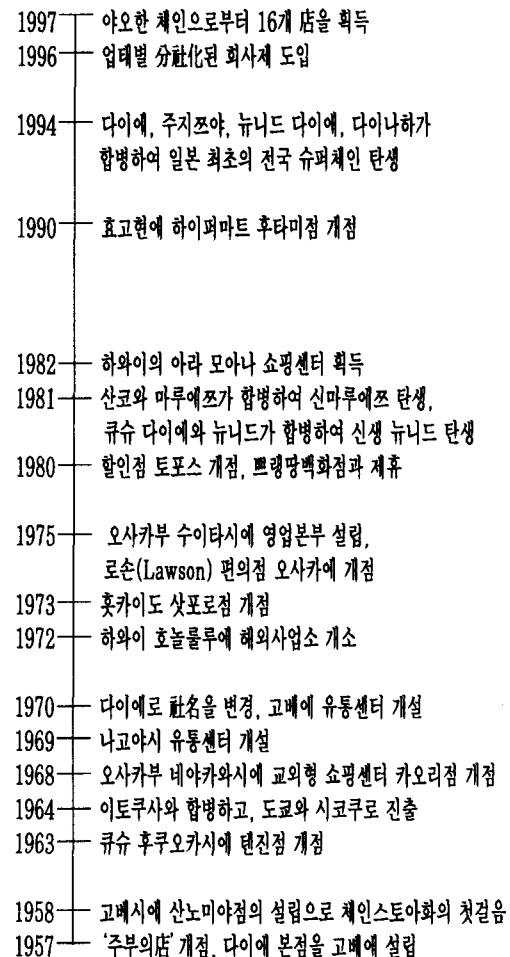 1997 야오한 체인으로부터 16개 店을 획득
1996 업태별 分社化된 회사제 도입
1994 다이에, 주지쯔야, 뉴니드 다이에, 다이나하가
합병하여 일본 최초의 전국 슈퍼체인 탄생
1990 효고현에 하이퍼마트 후타미점 개점
1982 하와이의 아라 모아나 쇼핑센터 획득
1981 산코와 마루에쯔가 합병하여 신마루에쯔 탄생,
큐슈 다이에와 뉴니드가 합병하여 신생 뉴니드 탄생
1980 할인점 토포스 개점, 쁘랭땅백화점과 제휴
1975 오사카부 수이타시에 영업본부 설립,
로손(Lawson) 편의점 오사카에 개점
1973 홋카이도 삿포로점 개점
1972 하와이 호놀룰루에 해외사업소 개소
1970 다이에로 社名을 변경, 고베에 유통센터 개설
1969 나고야시 유통센터 개설
1968 오사카부 네야카와시에 교외형 쇼핑센터 카오리점 개점
1964 이토쿠사와 합병하고, 도쿄와 시코쿠로 진출
1963 큐슈 후쿠오카시에 텐진점 개점
1958 고베시에 산노미야점의 설립으로 체인스토아화의 첫걸음
1957 '주부의店' 개점, 다이에 본점을 고베에 설립